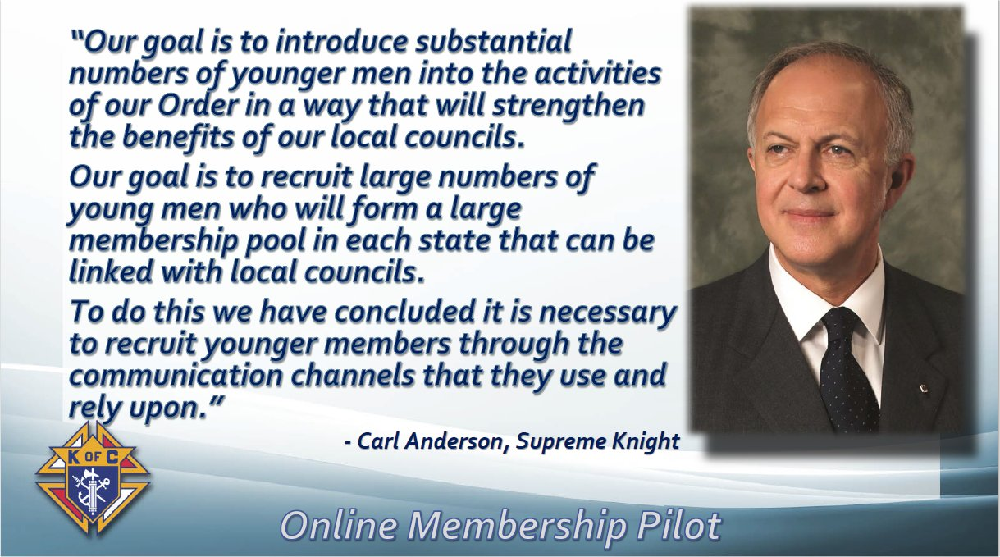 “Our goal is to introduce substantial
numbers of younger men into the activities
of our Order in a way that will strengthen
the benefits of our local councils.
Our goal is to recruit large numbers of
young men who will form a large
membership pool in each state that can be
linked with local councils.
To do this we have concluded it is necessary
to recruit younger members through the
communication channels that they use and
rely upon.”
- Carl Anderson, Supreme Knight
K OF C
Online Membership Pilot